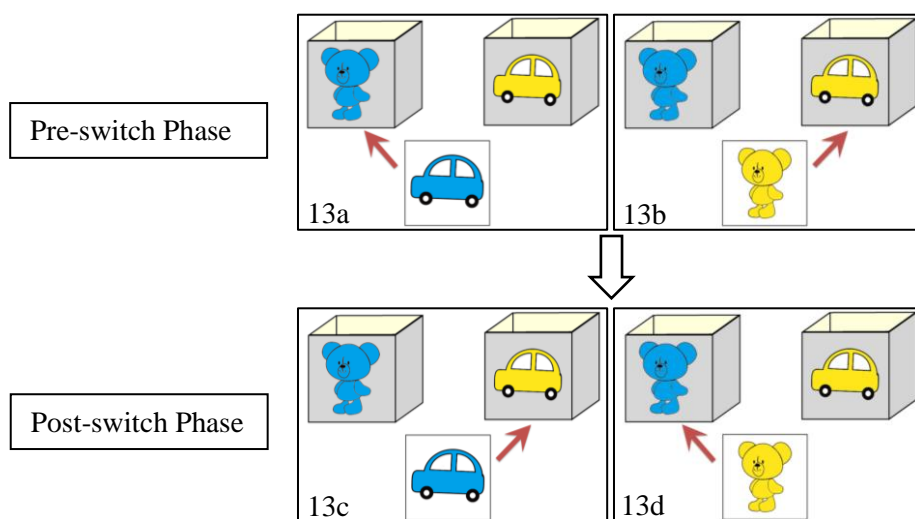 Pre-switch Phase
13a
13b
Post-switch Phase
13c
13d